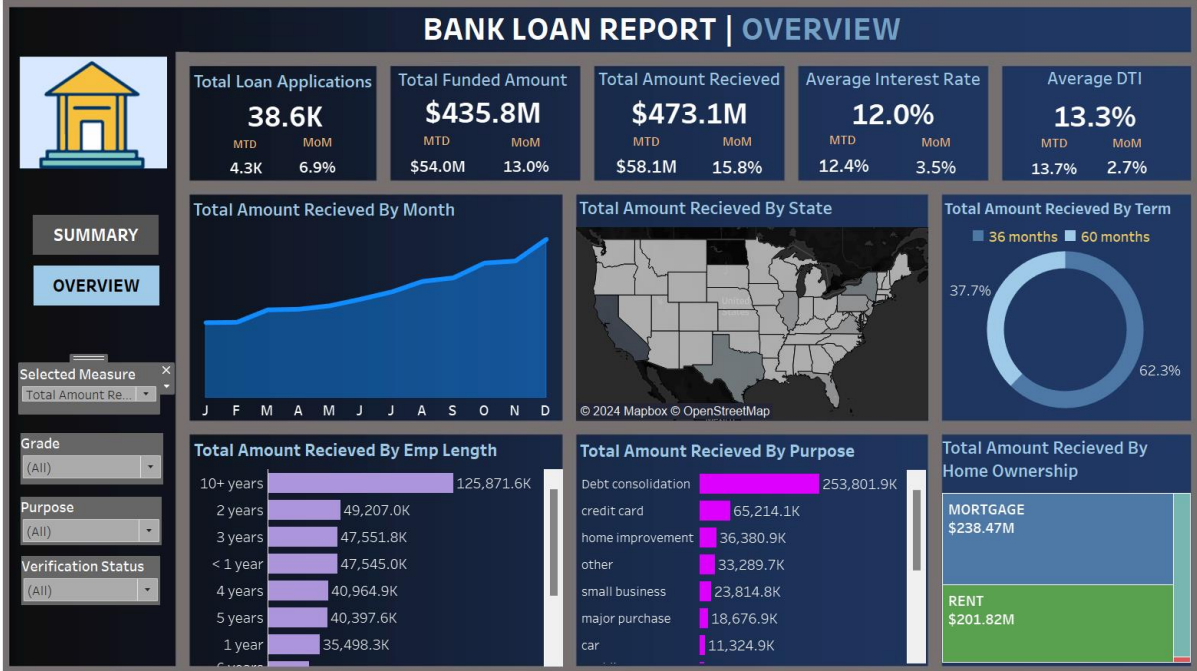 BANK LOAN REPORT | OVERVIEW
Total Loan Applications
38.6K
MTD MoM
4.3K 6.9%
Total Funded Amount
$435.8M
MTD MoM
$54.0M 13.0%
Total Amount Recieved
$473.1M
MTD MoM
$58.1M 15.8%
Average Interest Rate
12.0%
MTD MoM
12.4% 3.5%
Average DTI
13.3%
MTD MoM
13.7% 2.7%
SUMMARY
OVERVIEW
Selected Measure
Total Amount Re...
Grade
(All)
Purpose
(All)
Verification Status
(All)
Total Amount Recieved By Month
J F M A M J J A S O N D
Total Amount Recieved By State
United
States
© 2024 Mapbox © OpenStreetMap
Total Amount Recieved By Term
36 months 60 months
37.7%
62.3%
Total Amount Recieved By Emp Length
10+ years 125,871.6K
2 years 49,207.0K
3 years 47,551.8K
< 1 year 47,545.0K
4 years 40,964.9K
5 years 40,397.6K
1 year 35,498.3K
Total Amount Recieved By Purpose
Debt consolidation 253,801.9K
credit card 65,214.1K
home improvement 36,380.9K
other 33,289.7K
small business 23,814.8K
major purchase 18,676.9K
car 11,324.9K
Total Amount Recieved By
Home Ownership
MORTGAGE
$238.47M
RENT
$201.82M